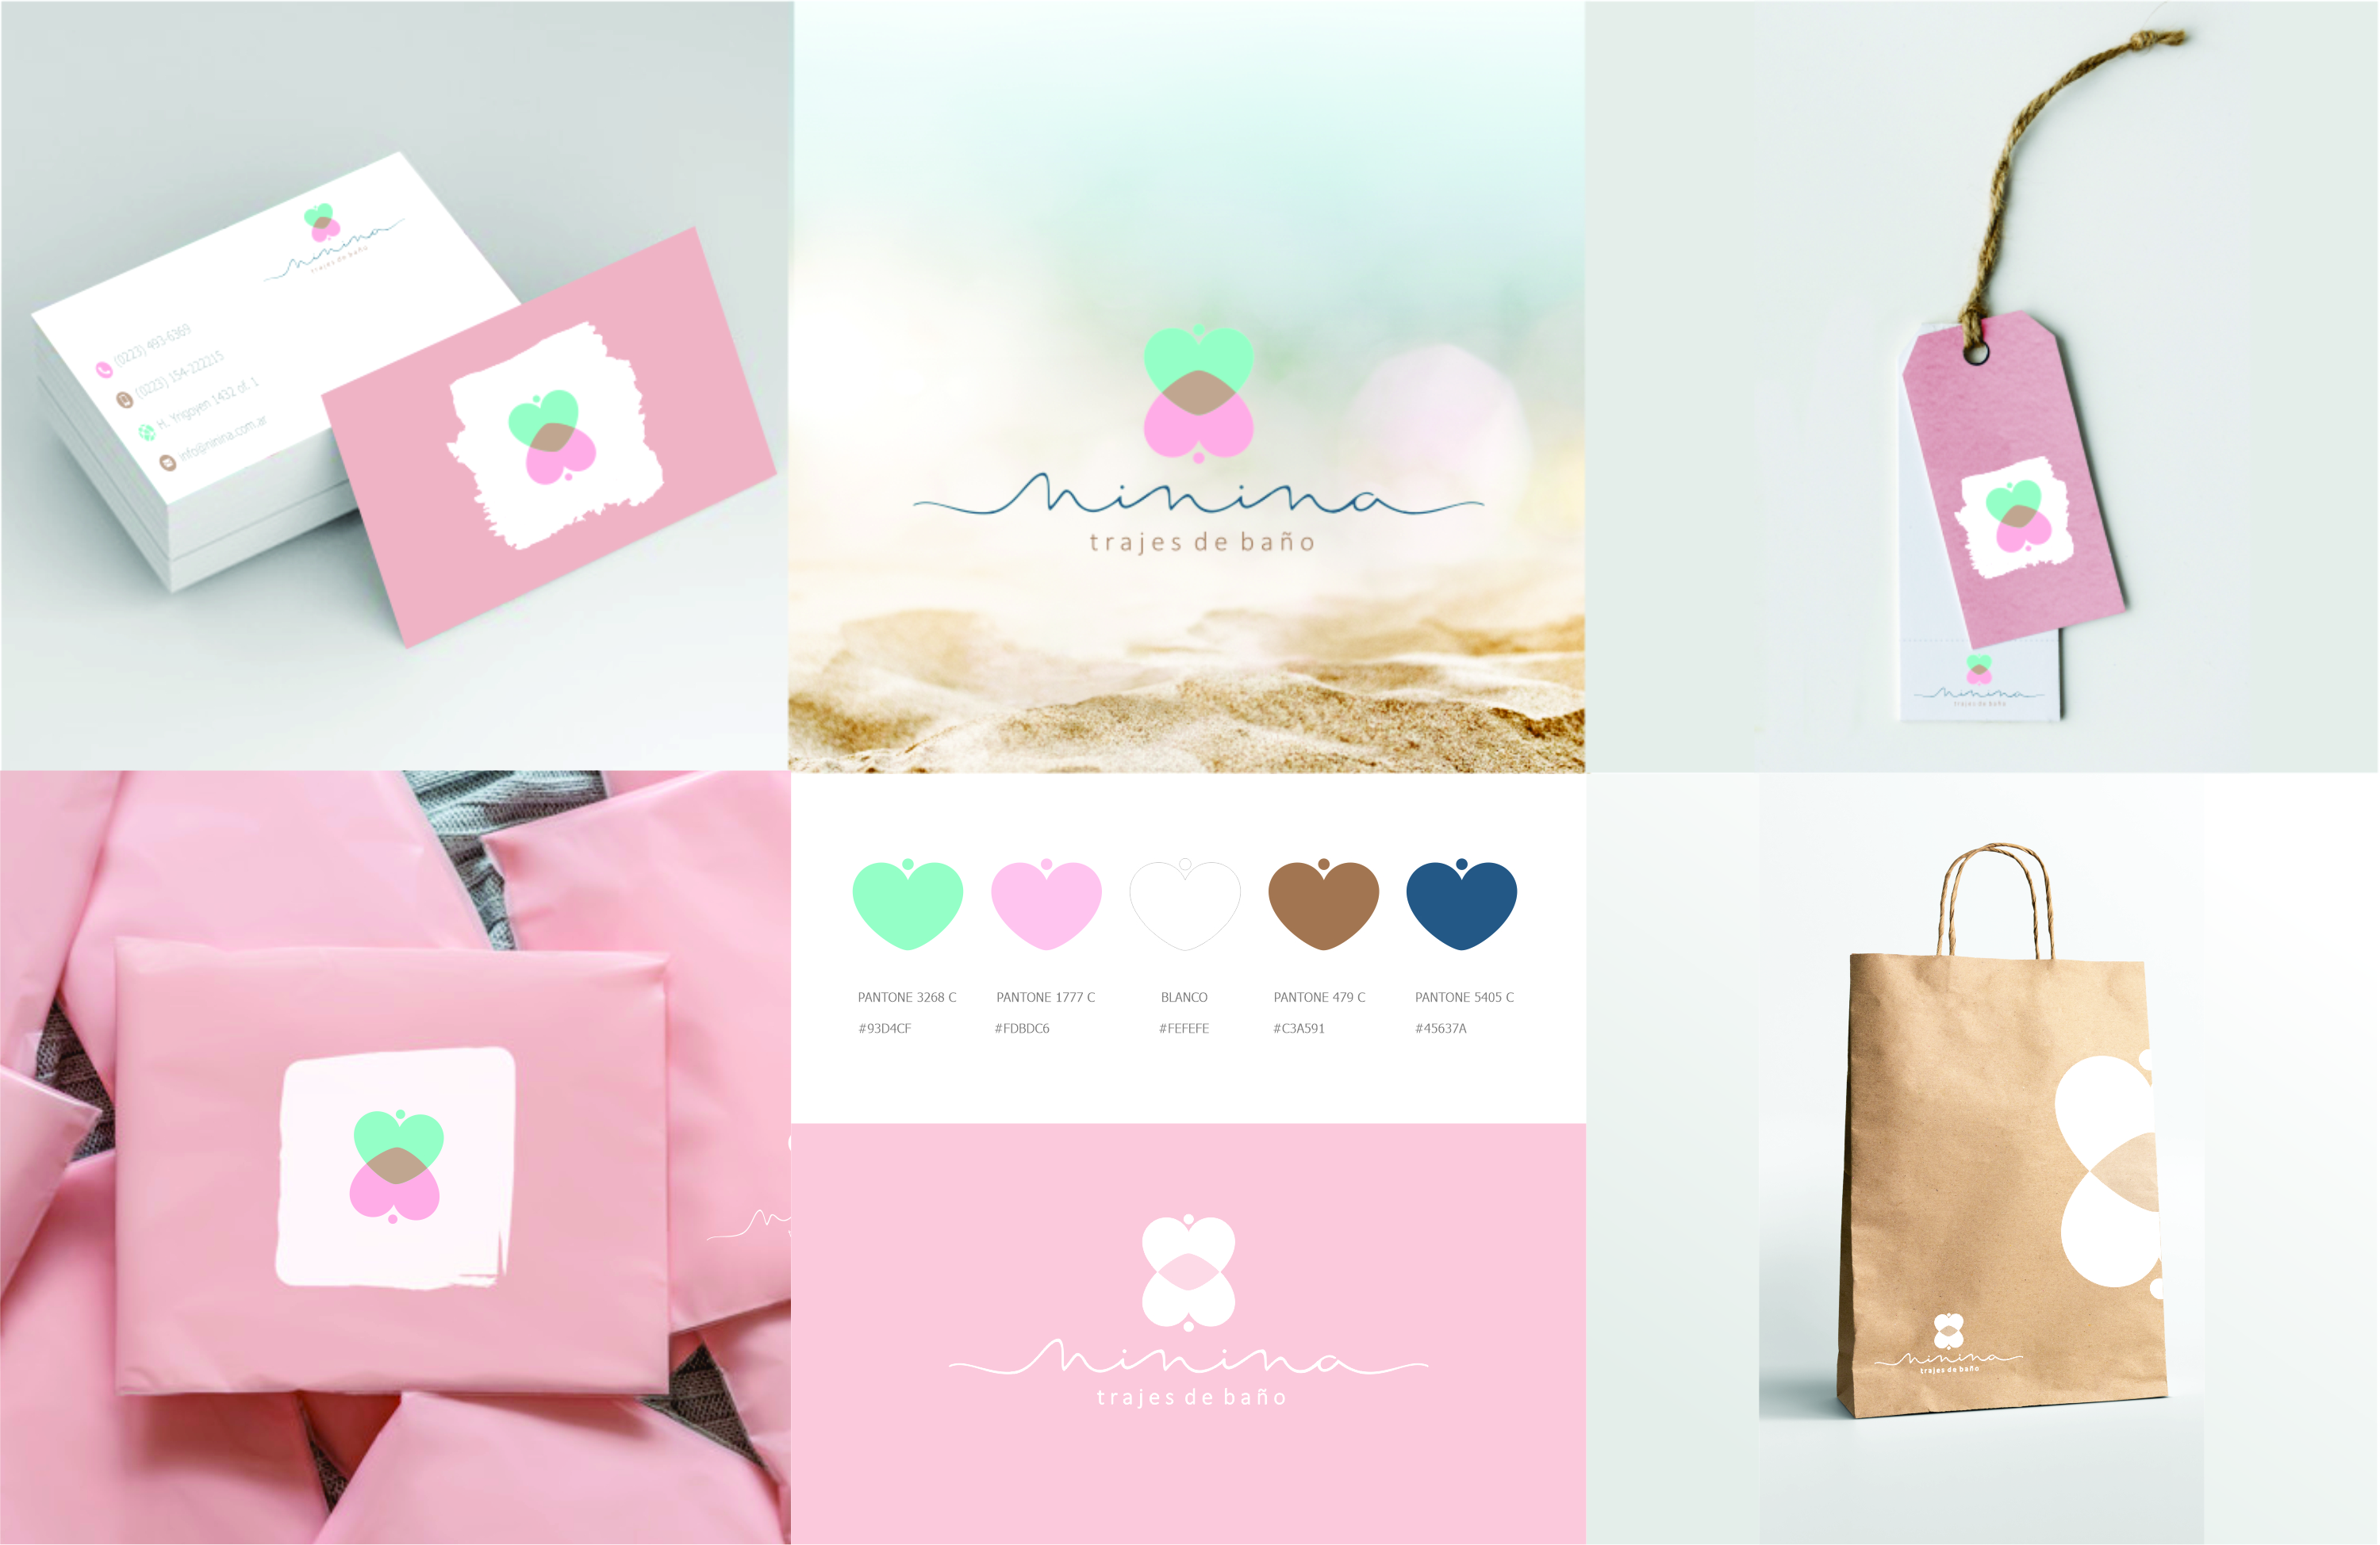 ninina
trajes de baño
(0223) 493-6369
(0223) 154-222215
H. Yrigoyen 1432 of. 1
info@ninina.com.ar
ninina
trajes de baño
ninina
trajes de baño
PANTONE 3268 C
PANTONE 1777 C
BLANCO
PANTONE 479 C
PANTONE 5405 C
#93D4CF
#FDBDC6
#FEFEFE
#C3A591
#45637A
ninina
trajes de baño
ninina
trajes de baño